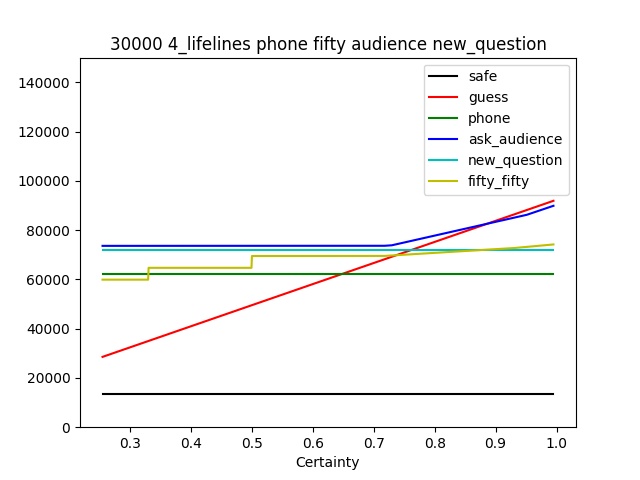 30000 4_lifelines phone fifty audience new_question
140000
120000
100000
80000
60000
40000
20000
0
safe
guess
phone
ask_audience
new_question
fifty_fifty
0.3 0.4 0.5 0.6 0.7 0.8 0.9 1.0
Certainty